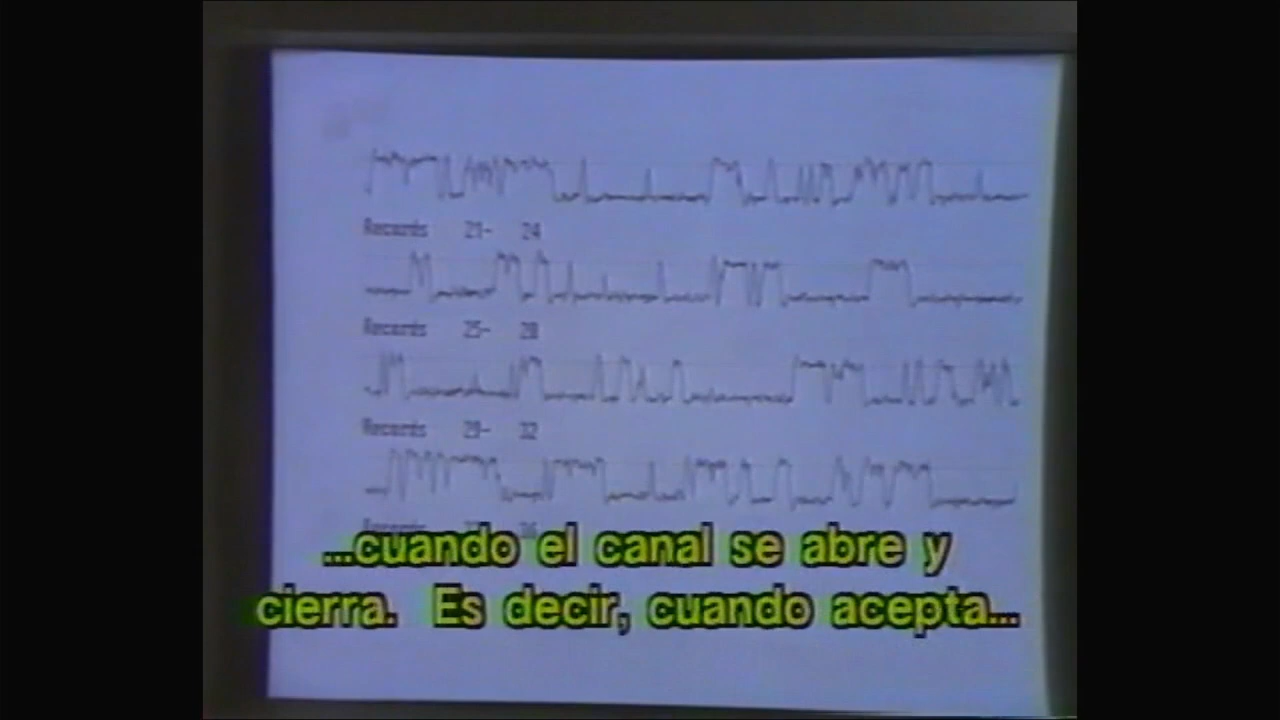 Records 21- 24
Records 25- 28
Records 29- 32
Records
...cuando el canal se abre y
cierra. Es decir, cuando acepta...